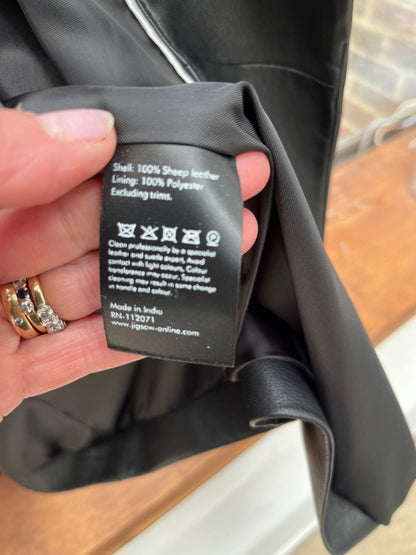 Shell: 100% Sheep leather
Lining: 100% Polyester
Excluding trims.
P
Clean professionally by a specialist
leather and suede expert. Avoid
contact with light colours. Colour
transference may occur. Specialist
cleaning may result in some change
in handle and colour.
Made in India
RN-112071
www.jigsaw-online.com